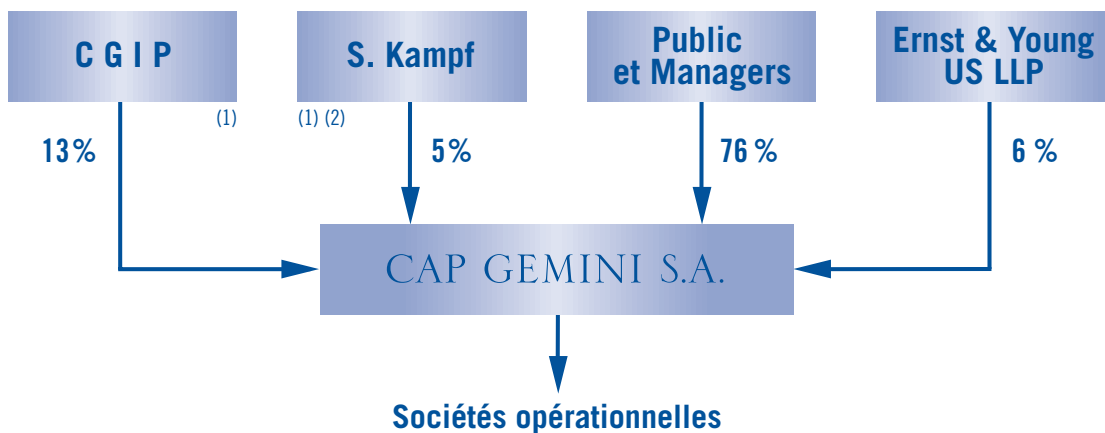 C G I P
S. Kampf
Public
et Managers
Ernst & Young
US LLP
(1)
(1) (2)
13%
5%
76 %
6 %
CAP GEMINI S.A.
Sociétés opérationnelles